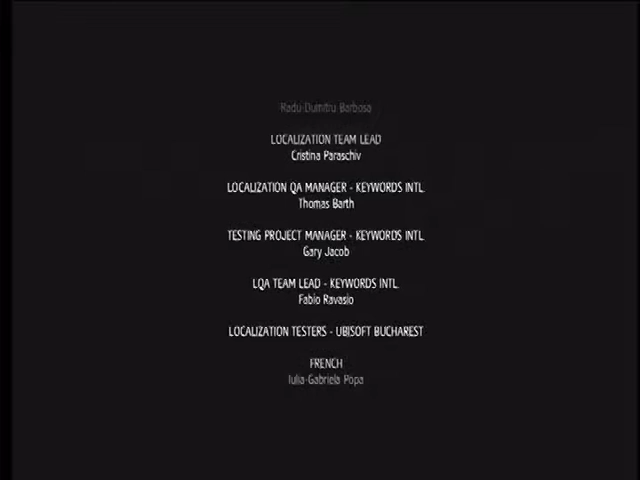 Radu-Dumitru Barbosa
LOCALIZATION TEAM LEAD
Cristina Paraschiv
LOCALIZATION QA MANAGER - KEYWORDS INTL.
Thomas Barth
TESTING PROJECT MANAGER - KEYWORDS INTL.
Gary Jacob
LQA TEAM LEAD - KEYWORDS INTL.
Fabio Ravasio
LOCALIZATION TESTERS - UBISOFT BUCHAREST
FRENCH
Iulia-Gabriela Popa